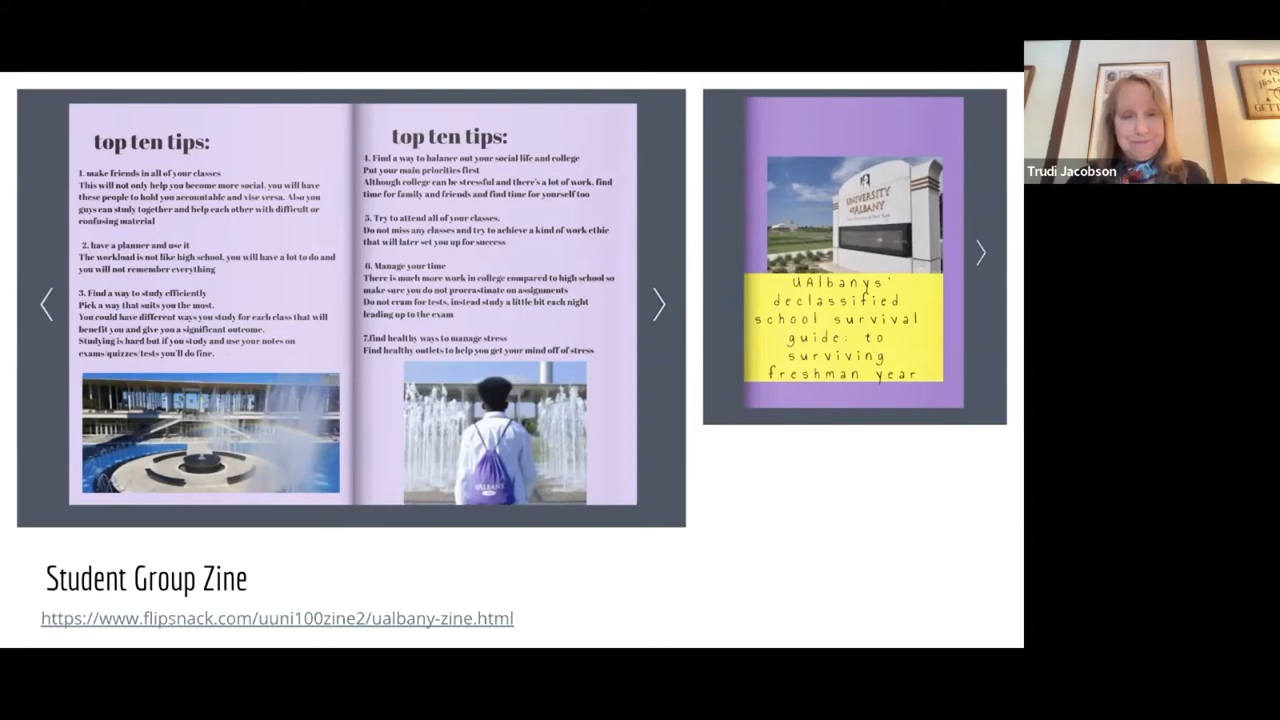 top ten tips:
1. make friends in all of your classes
This will not only help you become more social, you will have
these people to hold you accountable and vise versa. Also you
guys can study together and help each other with difficult or
confusing material
2. have a planner and use it
The workload is not like high school, you will have a lot to do and
you will not remember everything
3. Find a way to study efficiently
Pick a way that suits you the most.
You could have different ways you study for each class that will
benefit you and give you a significant outcome.
Studying is hard but if you study and use your notes on
exams/quizzes/tests you'll do fine.
top ten tips:
4. Find a way to balance out your social life and college
Put your main priorities first
Although college can be stressful and there's a lot of work, find
time for family and friends and find time for yourself too
5. Try to attend all of your classes.
Do not miss any classes and try to achieve a kind of work ethic
that will later set you up for success
6. Manage your time
There is much more work in college compared to high school so
make sure you do not procrastinate on assignments
Do not cram for tests, instead study a little bit each night
leading up to the exam
7.find healthy ways to manage stress
Find healthy outlets to help you get your mind off of stress
UALBANY
UNIVERSITY
AT ALBANY
UAlbanys'
declassified
school survival
guide: to
surviving
freshman year
Trudi Jacobson
Student Group Zine
https://www.flipsnack.com/uuni100zine2/ualbany-zine.html